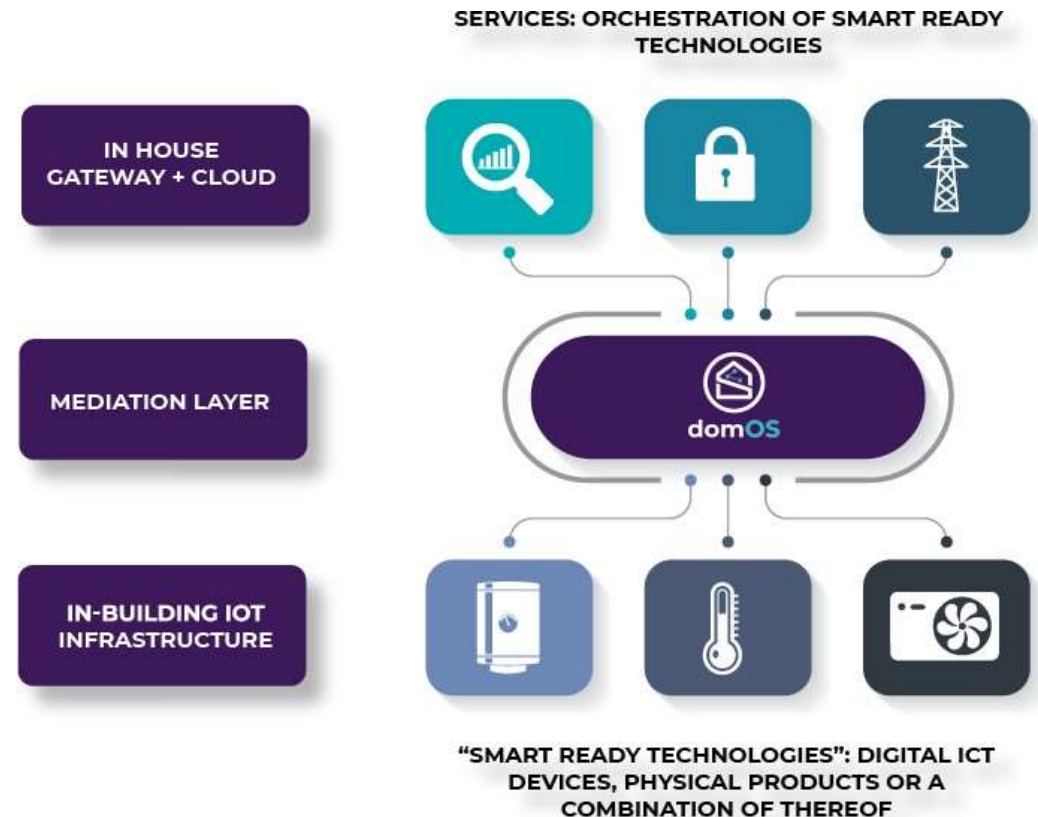 SERVICES: ORCHESTRATION OF SMART READY
TECHNOLOGIES
IN HOUSE
GATEWAY + CLOUD
MEDIATION LAYER
domOS
IN-BUILDING IOT
INFRASTRUCTURE
“SMART READY TECHNOLOGIES”: DIGITAL ICT
DEVICES, PHYSICAL PRODUCTS OR A
COMBINATION OF THEREOF